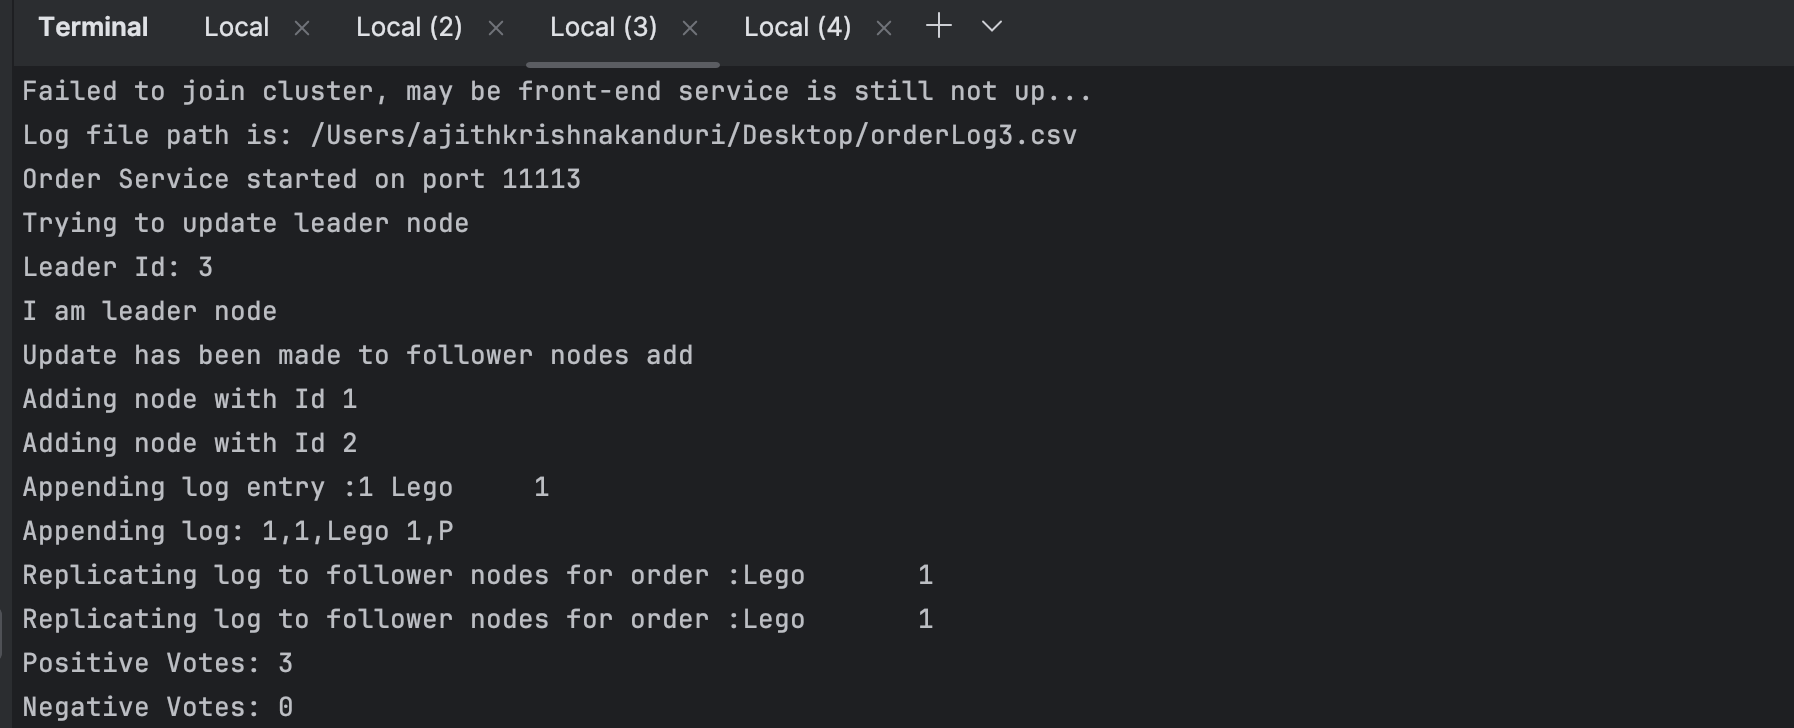 Terminal Local × Local (2) × Local (3) × Local (4) × +
Failed to join cluster, may be front-end service is still not up...
Log file path is: /Users/ajithkrishnakanduri/Desktop/orderLog3.csv
Order Service started on port 11113
Trying to update leader node
Leader Id: 3
I am leader node
Update has been made to follower nodes add
Adding node with Id 1
Adding node with Id 2
Appending log entry :1 Lego     1
Appending log: 1,1,Lego 1,P
Replicating log to follower nodes for order :Lego       1
Replicating log to follower nodes for order :Lego       1
Positive Votes: 3
Negative Votes: 0